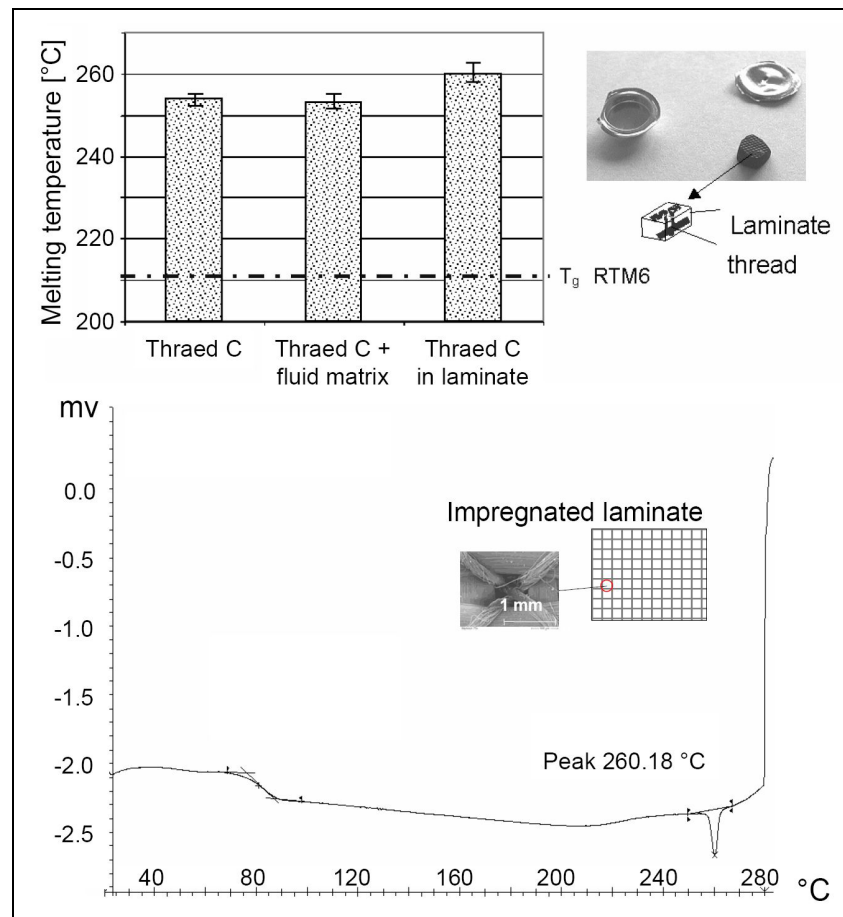 Melting temperature [°C]
260
240
220
200
Thraed C
Thraed C +
fluid matrix
Thraed C
in laminate
Tg RTM6
Laminate
thread
mv
0.0
-0.5
-1.0
-1.5
-2.0
-2.5
Impregnated laminate
1 mm
Peak 260.18 °C
40
80
120
160
200
240
280
°C